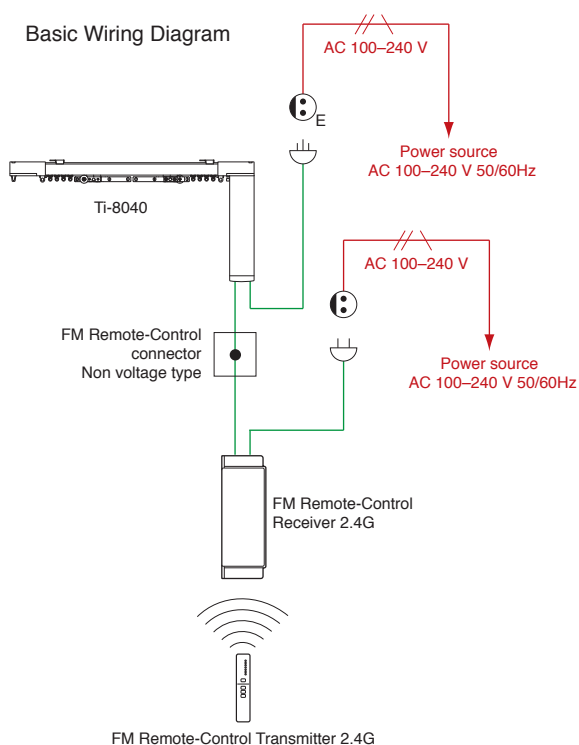 Basic Wiring Diagram
AC 100–240 V
E
Power source
AC 100–240 V 50/60Hz
Ti-8040
AC 100–240 V
FM Remote-Control
connector
Non voltage type
Power source
AC 100–240 V 50/60Hz
FM Remote-Control
Receiver 2.4G
FM Remote-Control Transmitter 2.4G